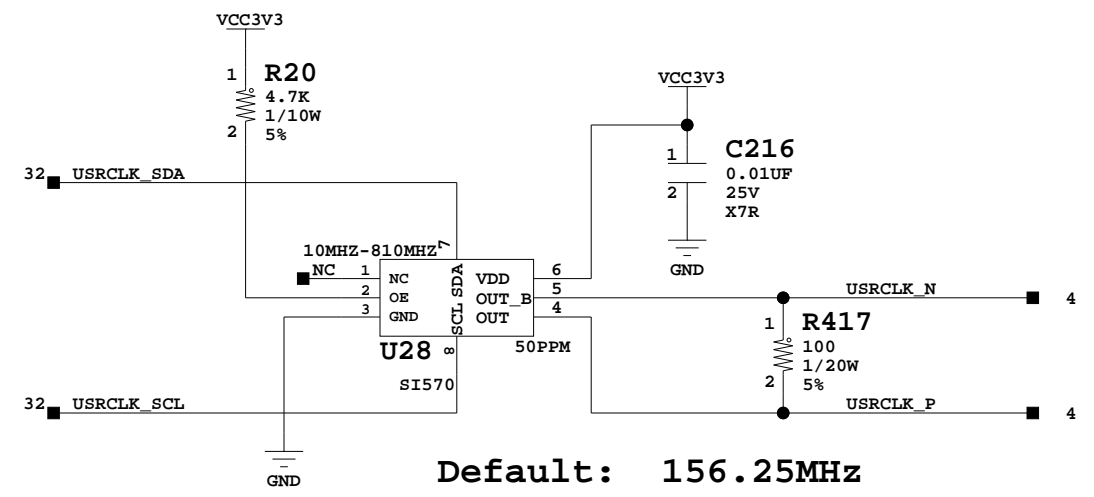 VCC3V3
1
R20
4.7K
1/10W
5%
2
VCC3V3
1
C216
0.01UF
25V
X7R
2
GND
32
USRCLK_SDA
10MHZ-810MHZ
7
NC
1
2
3
NC
OE
GND
SCL SDA
VDD
OUT_B
OUT
6
5
4
U28
8
50PPM
SI570
USRCLK_N
4
1
R417
100
1/20W
5%
2
32
USRCLK_SCL
USRCLK_P
4
GND
Default: 156.25MHz